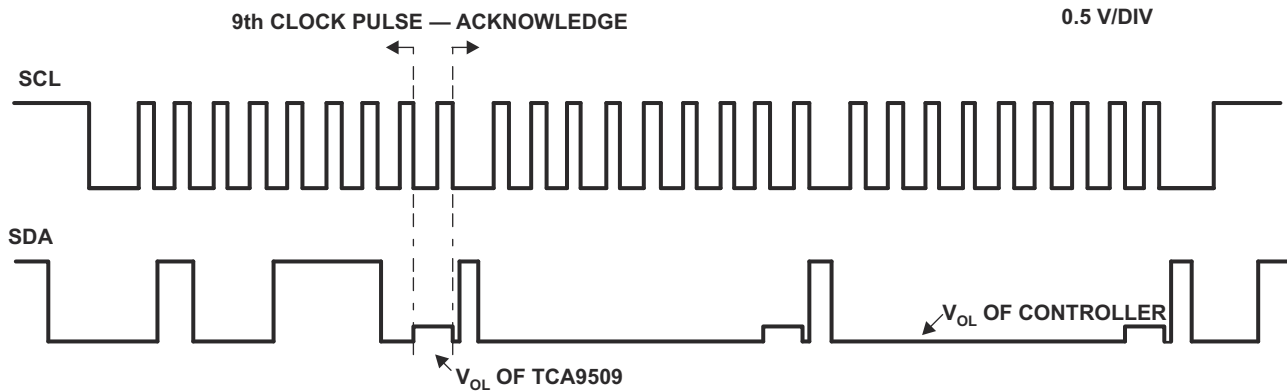 9th CLOCK PULSE — ACKNOWLEDGE
0.5 V/DIV
SCL
SDA
VOL OF CONTROLLER
VOL OF TCA9509